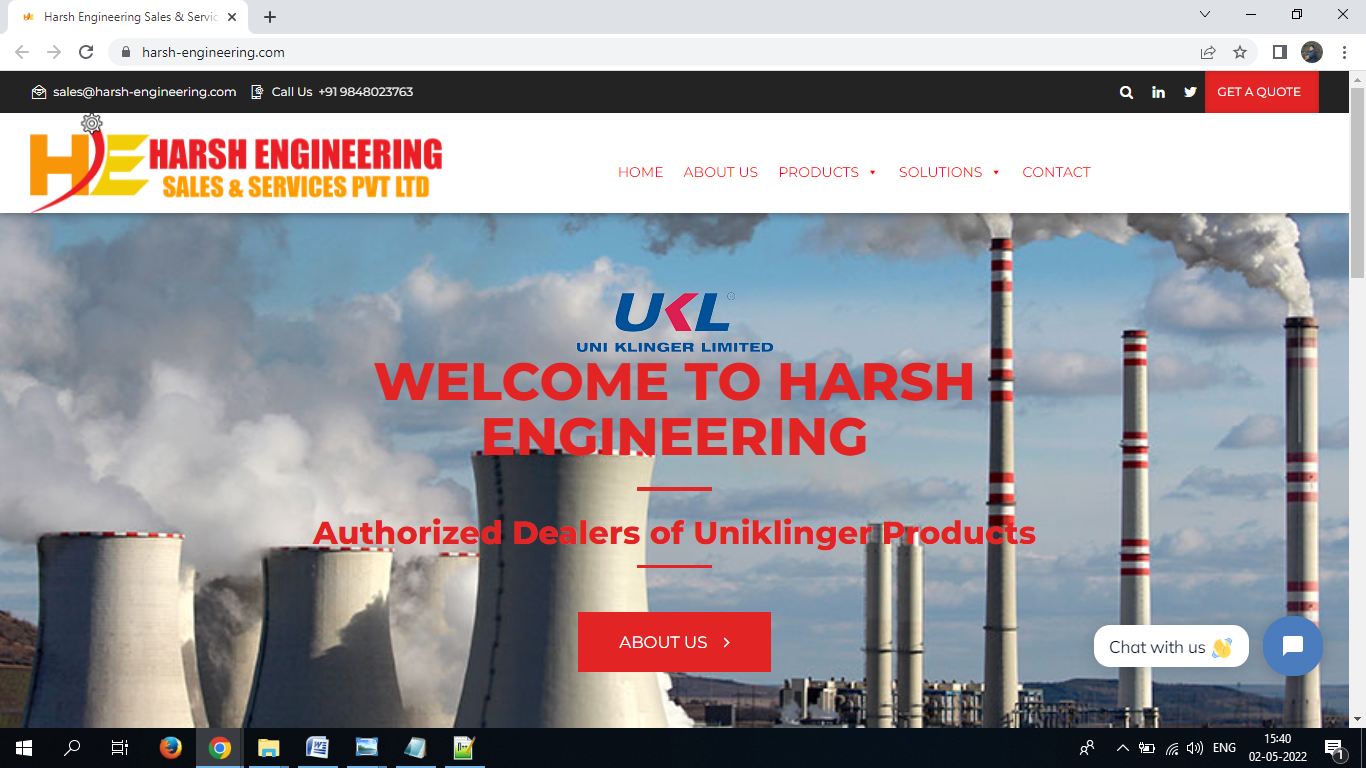 Harsh Engineering Sales & Servic
harsh-engineering.com
sales@harsh-engineering.com Call Us +91 9848023763
GET A QUOTE
HE HARSH ENGINEERING
SALES & SERVICES PVT LTD
HOME ABOUT US PRODUCTS SOLUTIONS CONTACT
UKL®
UNI KLINGER LIMITED
WELCOME TO HARSH
ENGINEERING
Authorized Dealers of Uniklinger Products
ABOUT US
Chat with us 👋
ENG
15:40
02-05-2022
1